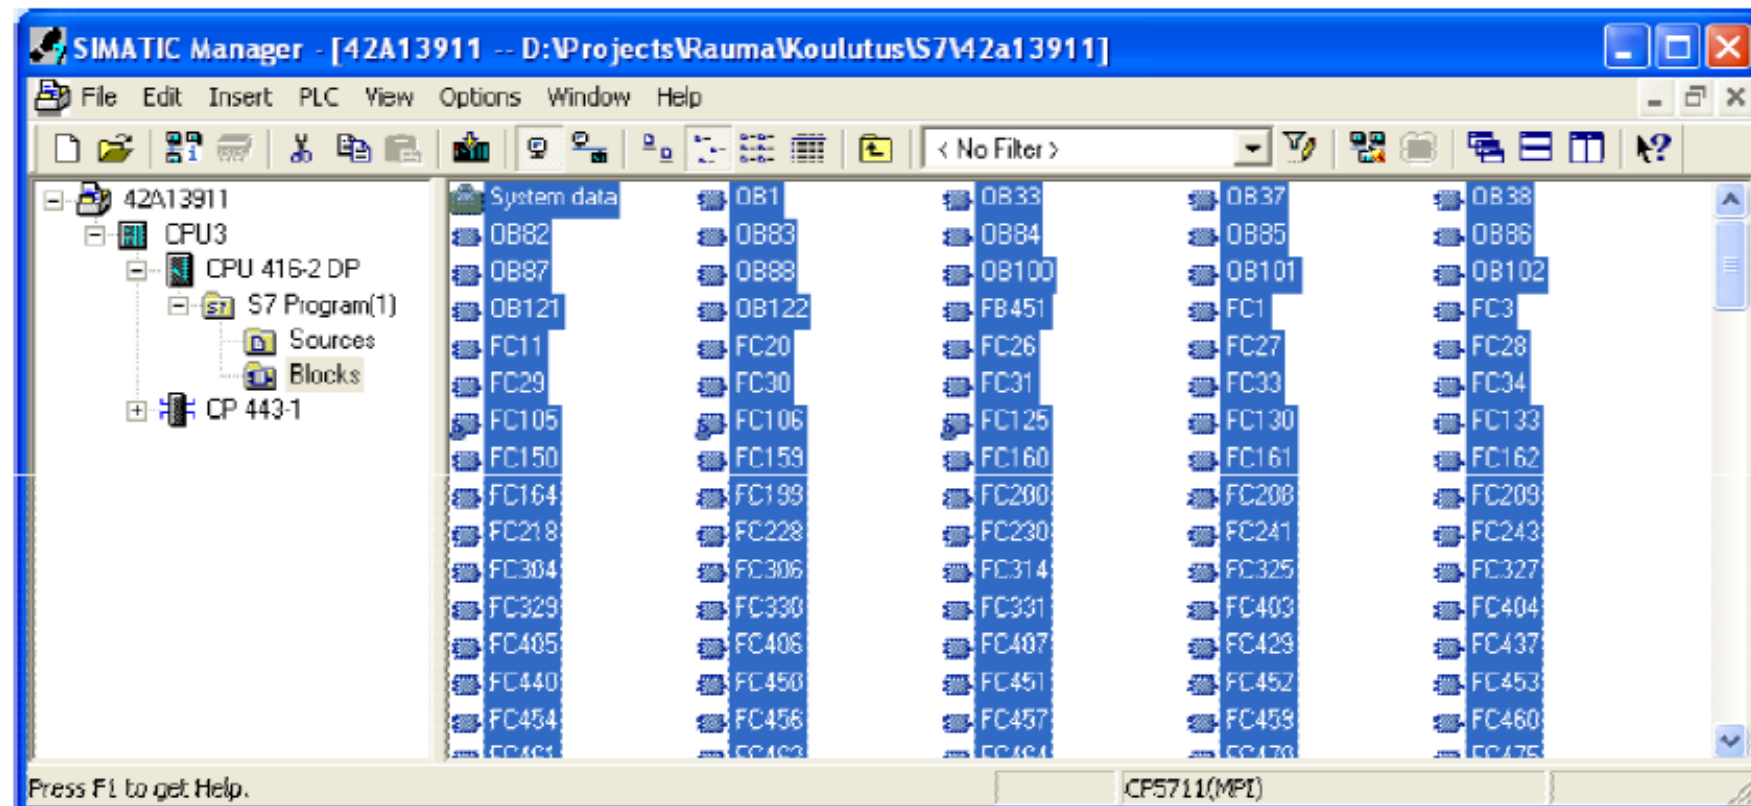 SIMATIC Manager - [42A13911 -- D:\Projects\Rauma\Koulutus\S7\42a13911]
File Edit Insert PLC View Options Window Help
< No Filter >
42A13911
CPU3
CPU 416-2 DP
S7 Program(1)
Sources
Blocks
CP 443-1
System data OB1 OB33 OB37 OB38
OB82 OB83 OB84 OB85 OB86
OB87 OB88 OB100 OB101 OB102
OB121 OB122 FB451 FC1 FC3
FC11 FC20 FC26 FC27 FC28
FC29 FC30 FC31 FC33 FC34
FC105 FC106 FC125 FC130 FC133
FC150 FC159 FC160 FC161 FC162
FC164 FC199 FC200 FC208 FC209
FC218 FC228 FC230 FC241 FC243
FC304 FC306 FC314 FC325 FC327
FC329 FC330 FC331 FC403 FC404
FC405 FC406 FC407 FC429 FC437
FC440 FC450 FC451 FC452 FC453
FC454 FC456 FC457 FC460
Press F1 to get Help.
CP5711(MPI)